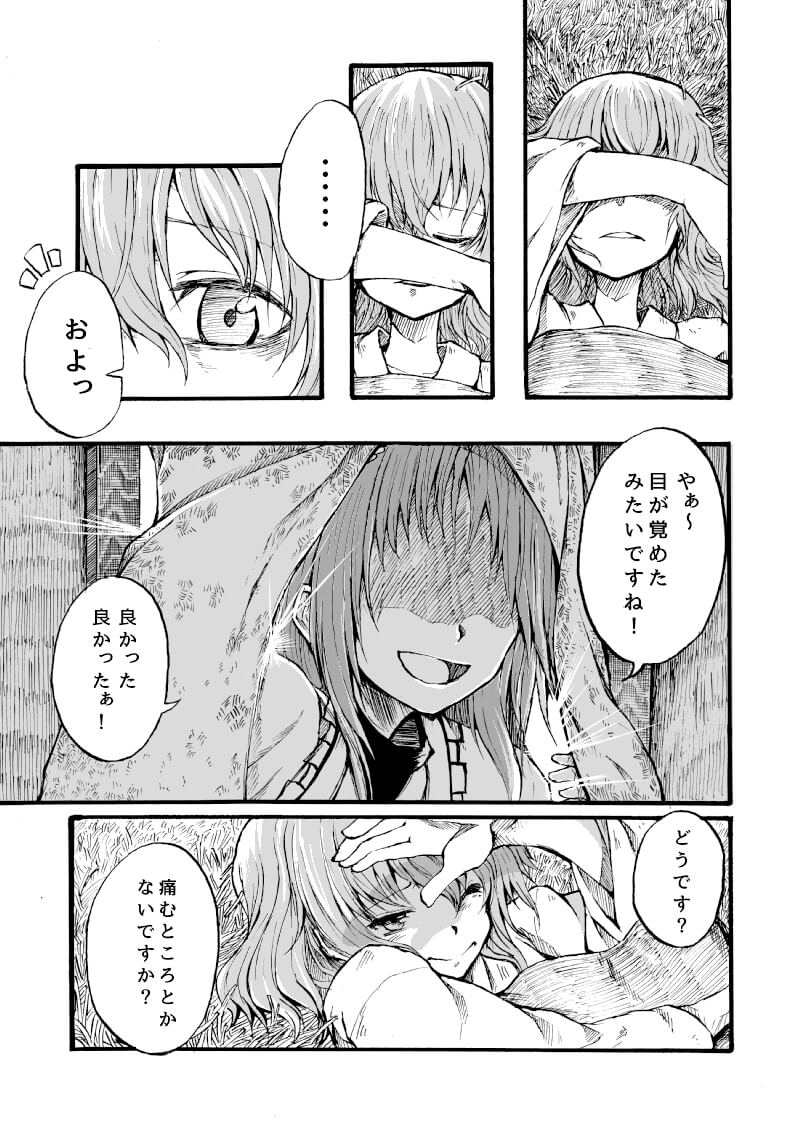 ……
およっ
やぁ～
目が覚めた
みたいですね！
良かった
良かったぁ！
どうです？
痛むところとか
ないですか？